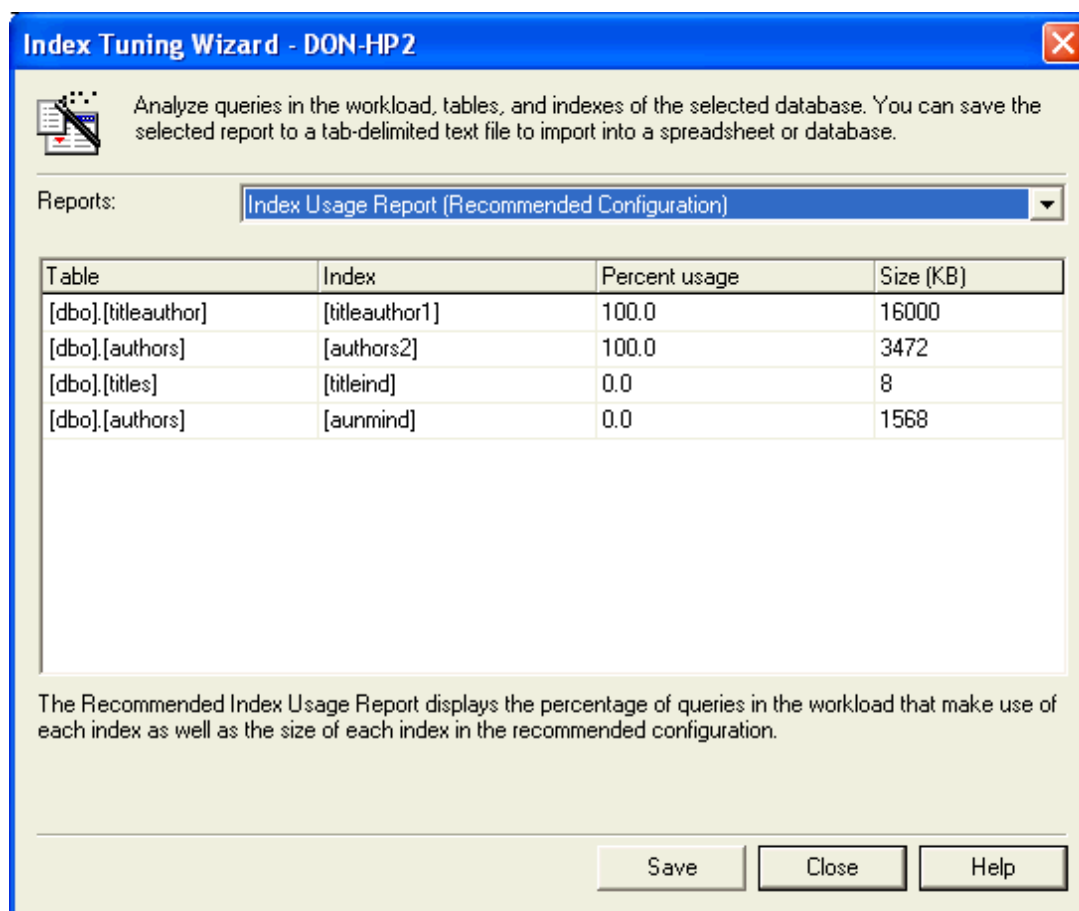 Index Tuning Wizard - DON-HP2
Analyze queries in the workload, tables, and indexes of the selected database. You can save the
selected report to a tab-delimited text file to import into a spreadsheet or database.
Reports: Index Usage Report (Recommended Configuration)
Table Index Percent usage Size (KB)
[dbo].[titleauthor] [titleauthor1] 100.0 16000
[dbo].[authors] [authors2] 100.0 3472
[dbo].[titles] [titleind] 0.0 8
[dbo].[authors] [aunmind] 0.0 1568
The Recommended Index Usage Report displays the percentage of queries in the workload that make use of
each index as well as the size of each index in the recommended configuration.
Save Close Help